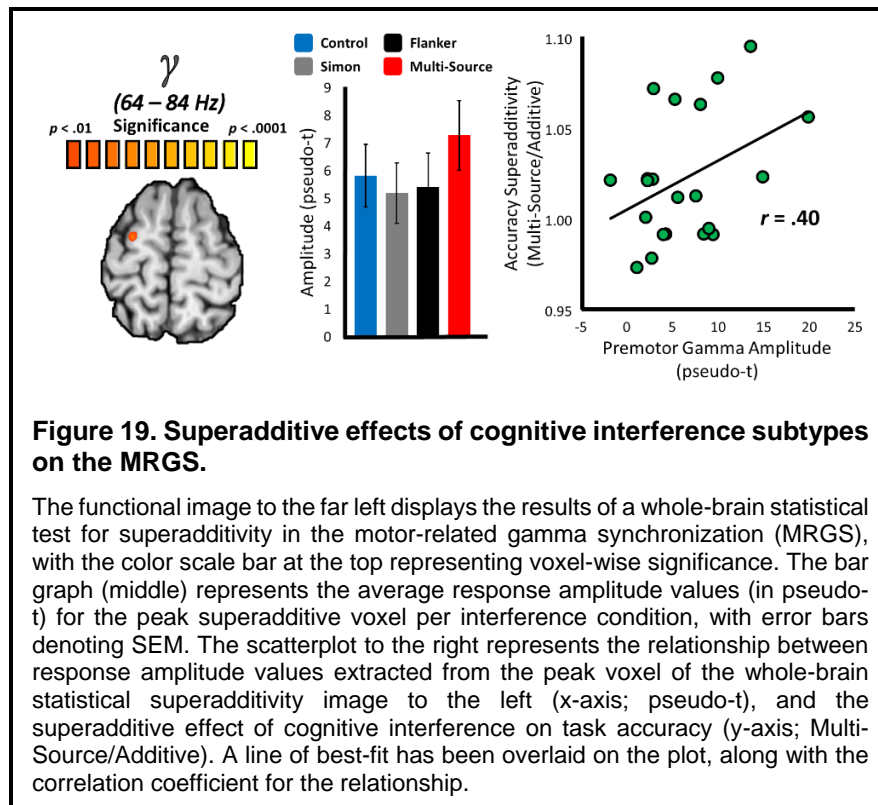 γ
(64 – 84 Hz)
Significance
p < .01
p < .0001
Control
Flanker
Simon
Multi-Source
Amplitude (pseudo-t)
9
8
7
6
5
4
3
2
1
0
Accuracy Superadditivity
(Multi-Source/Additive)
1.10
1.05
1.00
0.95
r = .40
-5 0 5 10 15 20 25
Premotor Gamma Amplitude
(pseudo-t)
Figure 19. Superadditive effects of cognitive interference subtypes
on the MRGS.
The functional image to the far left displays the results of a whole-brain statistical
test for superadditivity in the motor-related gamma synchronization (MRGS),
with the color scale bar at the top representing voxel-wise significance. The bar
graph (middle) represents the average response amplitude values (in pseudo-
t) for the peak superadditive voxel per interference condition, with error bars
denoting SEM. The scatterplot to the right represents the relationship between
response amplitude values extracted from the peak voxel of the whole-brain
statistical superadditivity image to the left (x-axis; pseudo-t), and the
superadditive effect of cognitive interference on task accuracy (y-axis; Multi-
Source/Additive). A line of best-fit has been overlaid on the plot, along with the
correlation coefficient for the relationship.